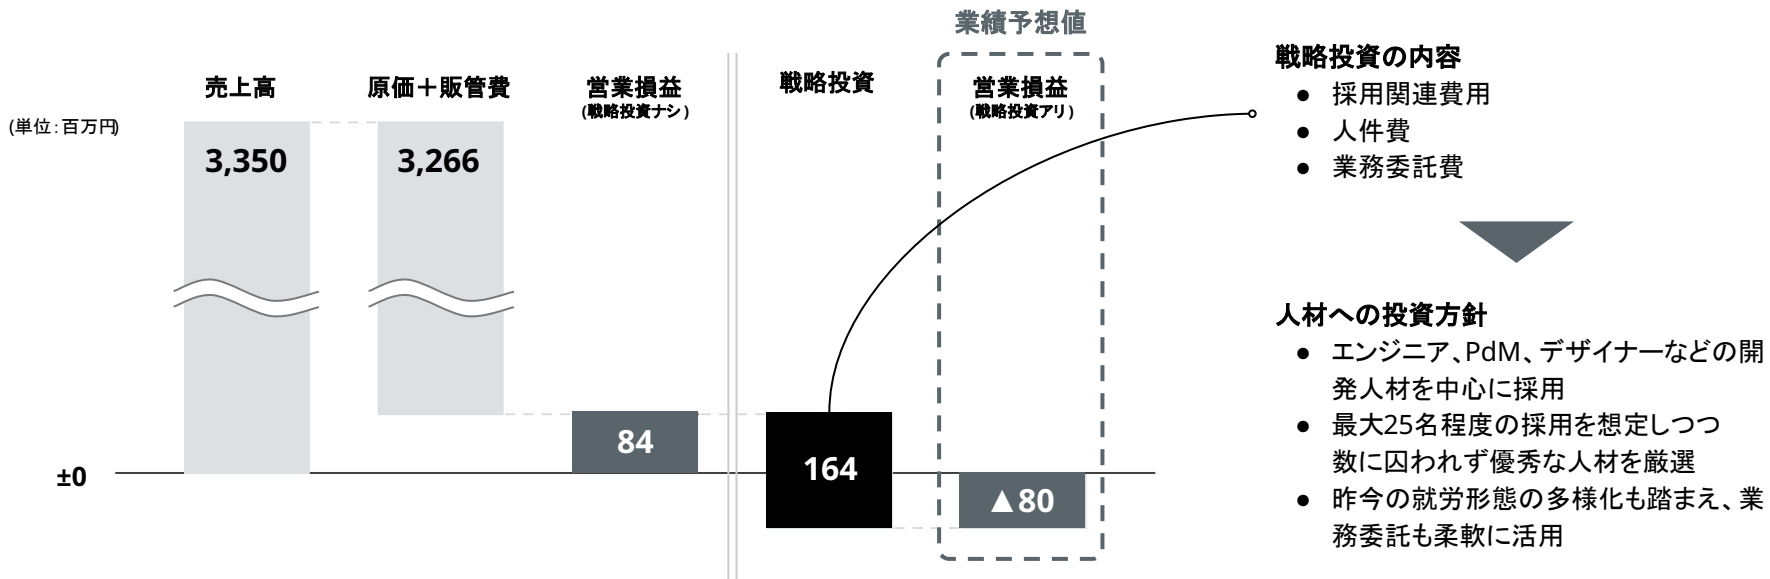 業績予想値
売上高
原価＋販管費
営業損益
(戦略投資ナシ)
戦略投資
営業損益
(戦略投資アリ)
(単位：百万円)
3,350
3,266
84
164
▲80
±0
戦略投資の内容
● 採用関連費用
● 人件費
● 業務委託費
人材への投資方針
● エンジニア、PdM、デザイナーなどの開
発人材を中心に採用
● 最大25名程度の採用を想定しつつ
数に囚われず優秀な人材を厳選
● 昨今の就労形態の多様化も踏まえ、業
務委託も柔軟に活用